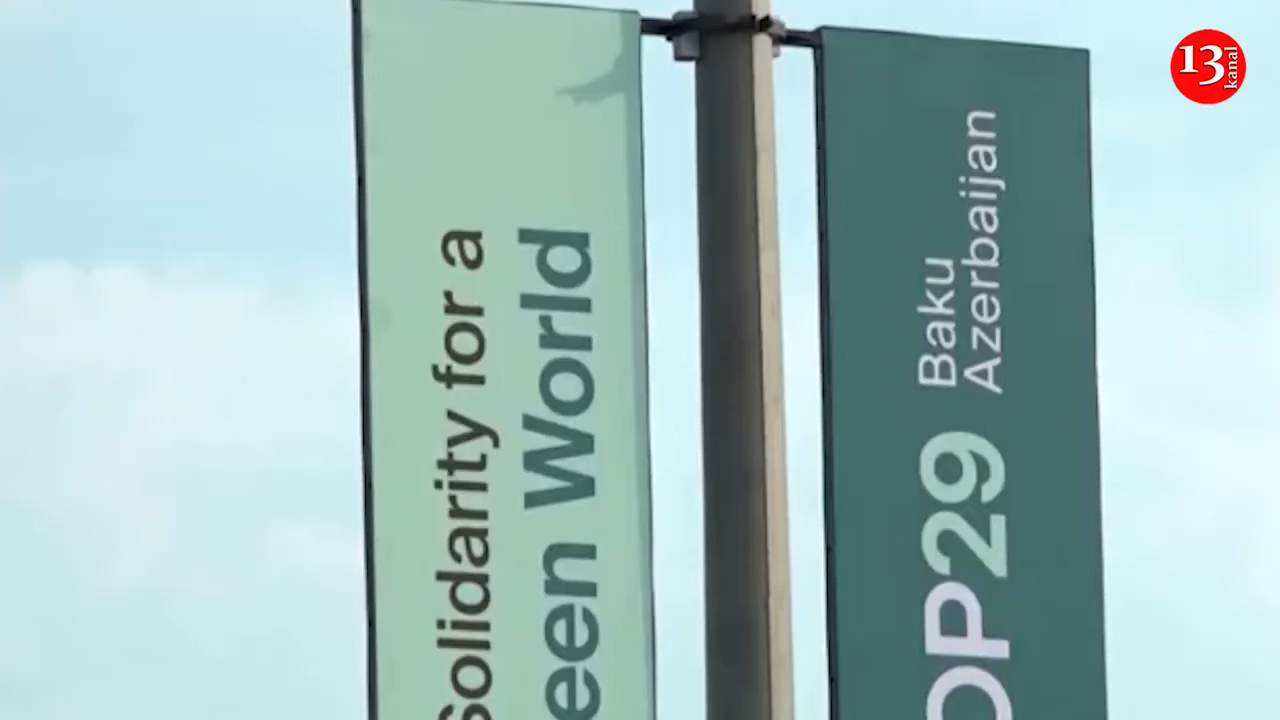 Solidarity for a
een World
OP29
Baku
Azerbaijan
13
kanal